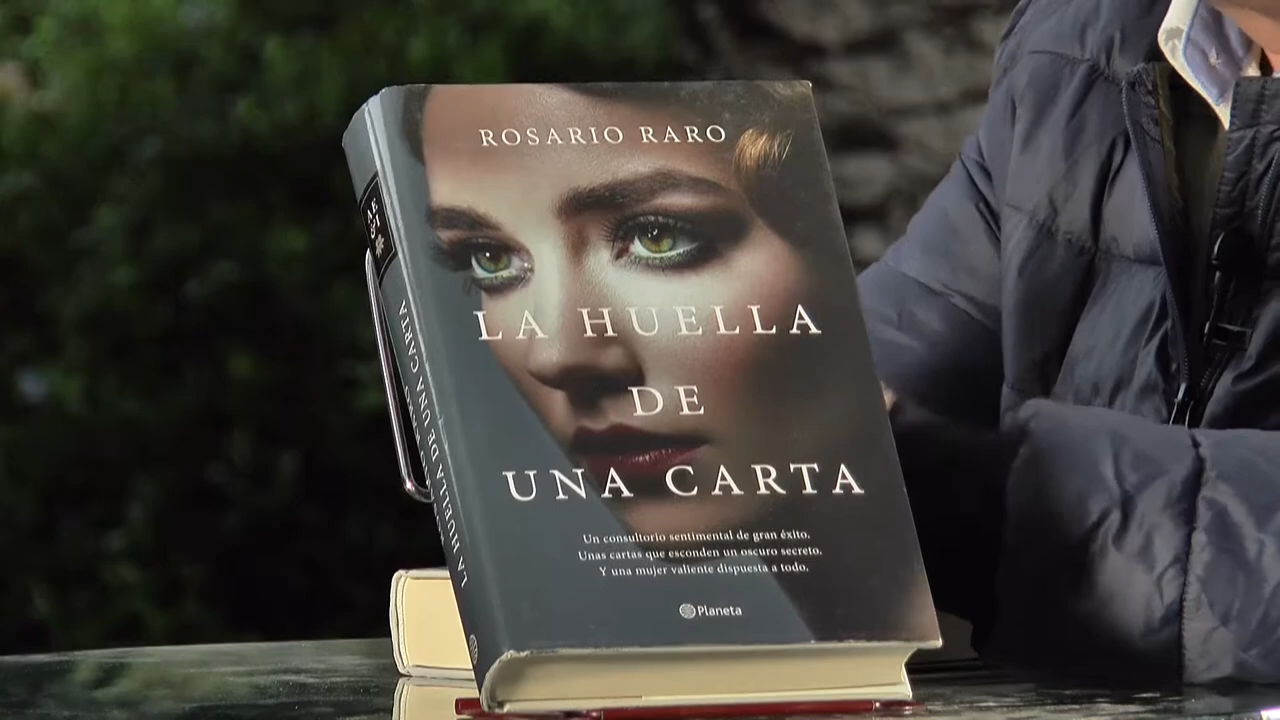 ROSARIO RARO
LA HUELLA
DE
UNA CARTA
Un consultorio sentimental de gran éxito.
Unas cartas que esconden un oscuro secreto.
Y una mujer valiente dispuesta a todo.
Planeta
LA HUELLA DE UNA CARTA